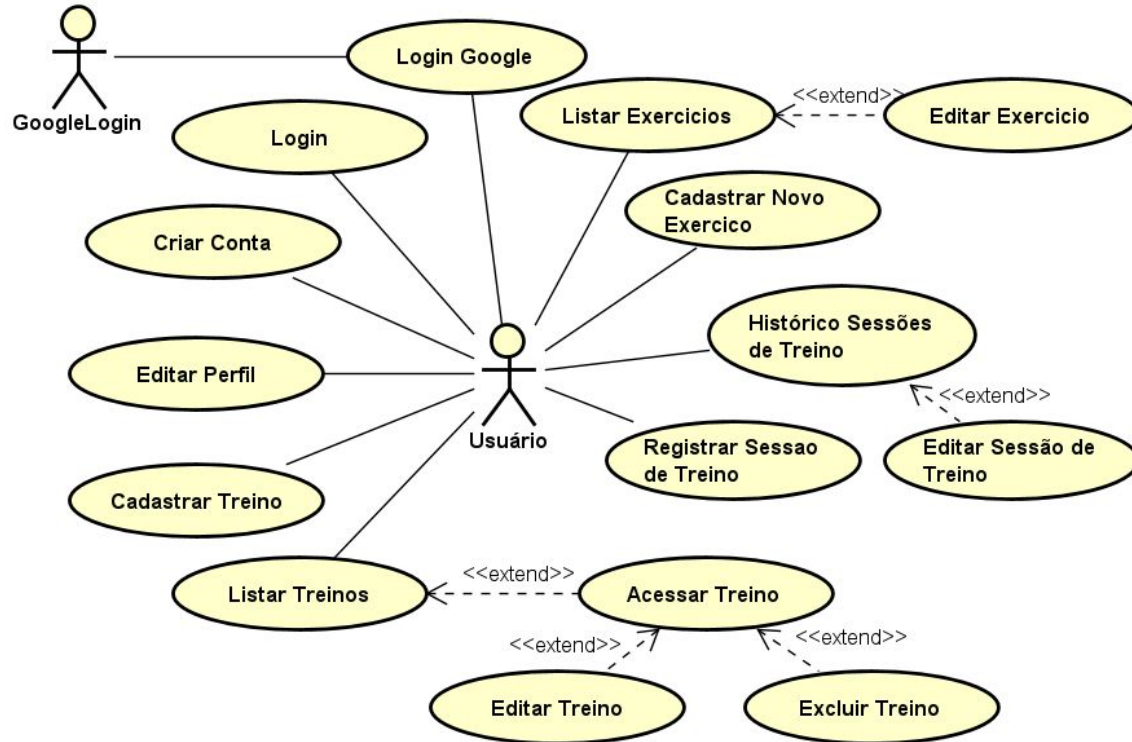 Login Google
GoogleLogin
Listar Exercicios
<<extend>>
Editar Exercicio
Login
Cadastrar Novo
Exercico
Criar Conta
Histórico Sessões
de Treino
Editar Perfil
<<extend>>
Usuário
Registrar Sessao
de Treino
Editar Sessão de
Treino
Cadastrar Treino
Listar Treinos
<<extend>>
Acessar Treino
<<extend>>
<<extend>>
Editar Treino
Excluir Treino